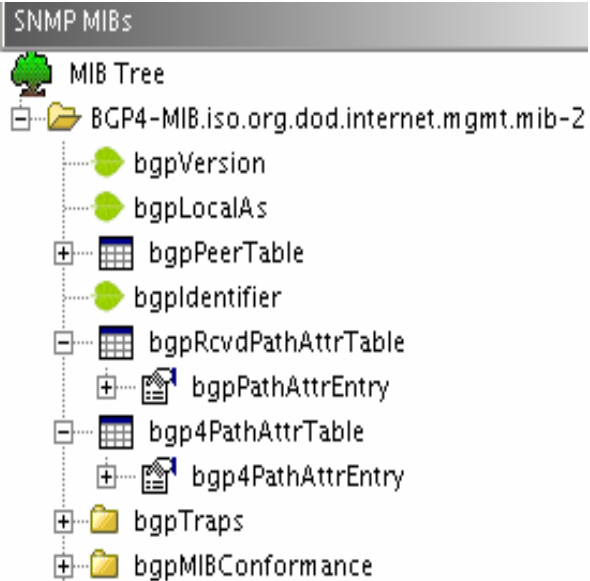 SNMP MIBs
MIB Tree
BGP4-MIB.iso.org.dod.internet.mgmt.mib-2
bgpVersion
bgpLocalAs
bgpPeerTable
bgpIdentifier
bgpRcvdPathAttrTable
bgpPathAttrEntry
bgp4PathAttrTable
bgp4PathAttrEntry
bgpTraps
bgpMIBConformance